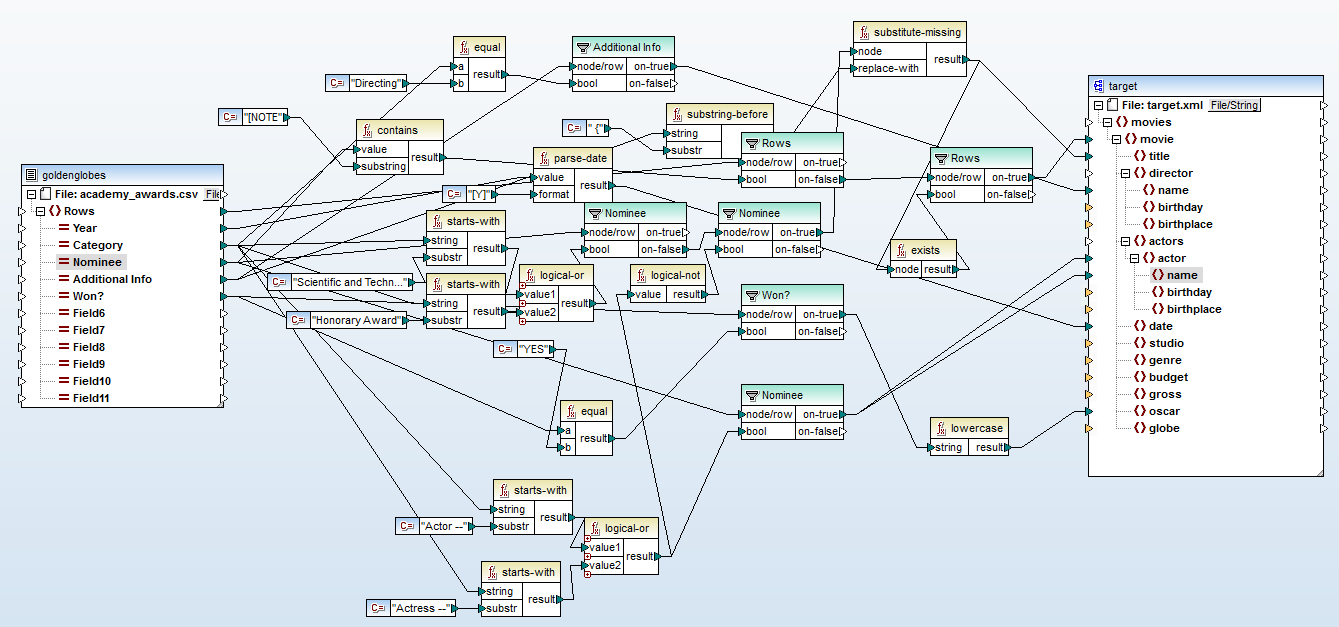 goldenglobes
File: academy_awards.csv File
Rows
Year
Category
Nominee
Additional Info
Won?
Field6
Field7
Field8
Field9
Field10
Field11
"[NOTE"
"Directing"
equal
a
b
result
contains
value
substring
result
Additional Info
node/row on-true
bool on-false
" {"
substring-before
string
substr
parse-date
value
format
result
"[Y]"
starts-with
string
substr
result
"Scientific and Techn..."
starts-with
string
substr
result
"Honorary Award"
logical-or
value1
value2
result
Nominee
node/row on-true
bool on-false
logical-not
value result
Nominee
node/row on-true
bool on-false
Rows
node/row on-true
bool on-false
substitute-missing
node
replace-with
result
Rows
node/row on-true
bool on-false
exists
node result
Won?
node/row on-true
bool on-false
"YES"
equal
a
b
result
Nominee
node/row on-true
bool on-false
lowercase
string result
starts-with
string
substr
result
"Actor --"
logical-or
value1
value2
result
starts-with
string
substr
result
"Actress --"
target
File: target.xml File/String
movies
movie
title
director
name
birthday
birthplace
actors
actor
name
birthday
birthplace
date
studio
genre
budget
gross
oscar
globe